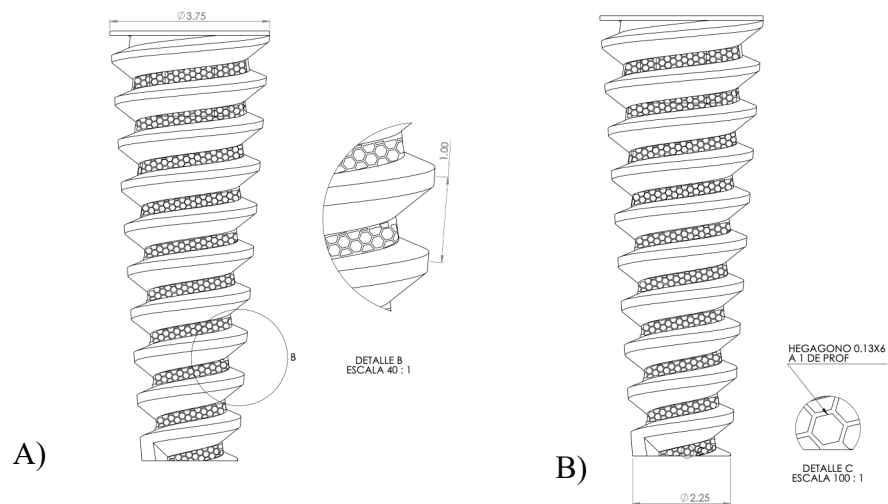 Ø3.75
1.00
B
DETALLE B
ESCALA 40 : 1
A)
HEGAGONO 0.13X6
A 1 DE PROF
C
DETALLE C
ESCALA 100 : 1
B)
Ø2.25